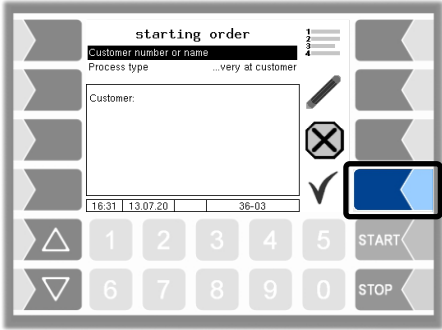 starting order
1
2
3
4
Customer number or name
Process type ...very at customer
Customer:
16:31 13.07.20 36-03
1 2 3 4 5 START
6 7 8 9 0 STOP